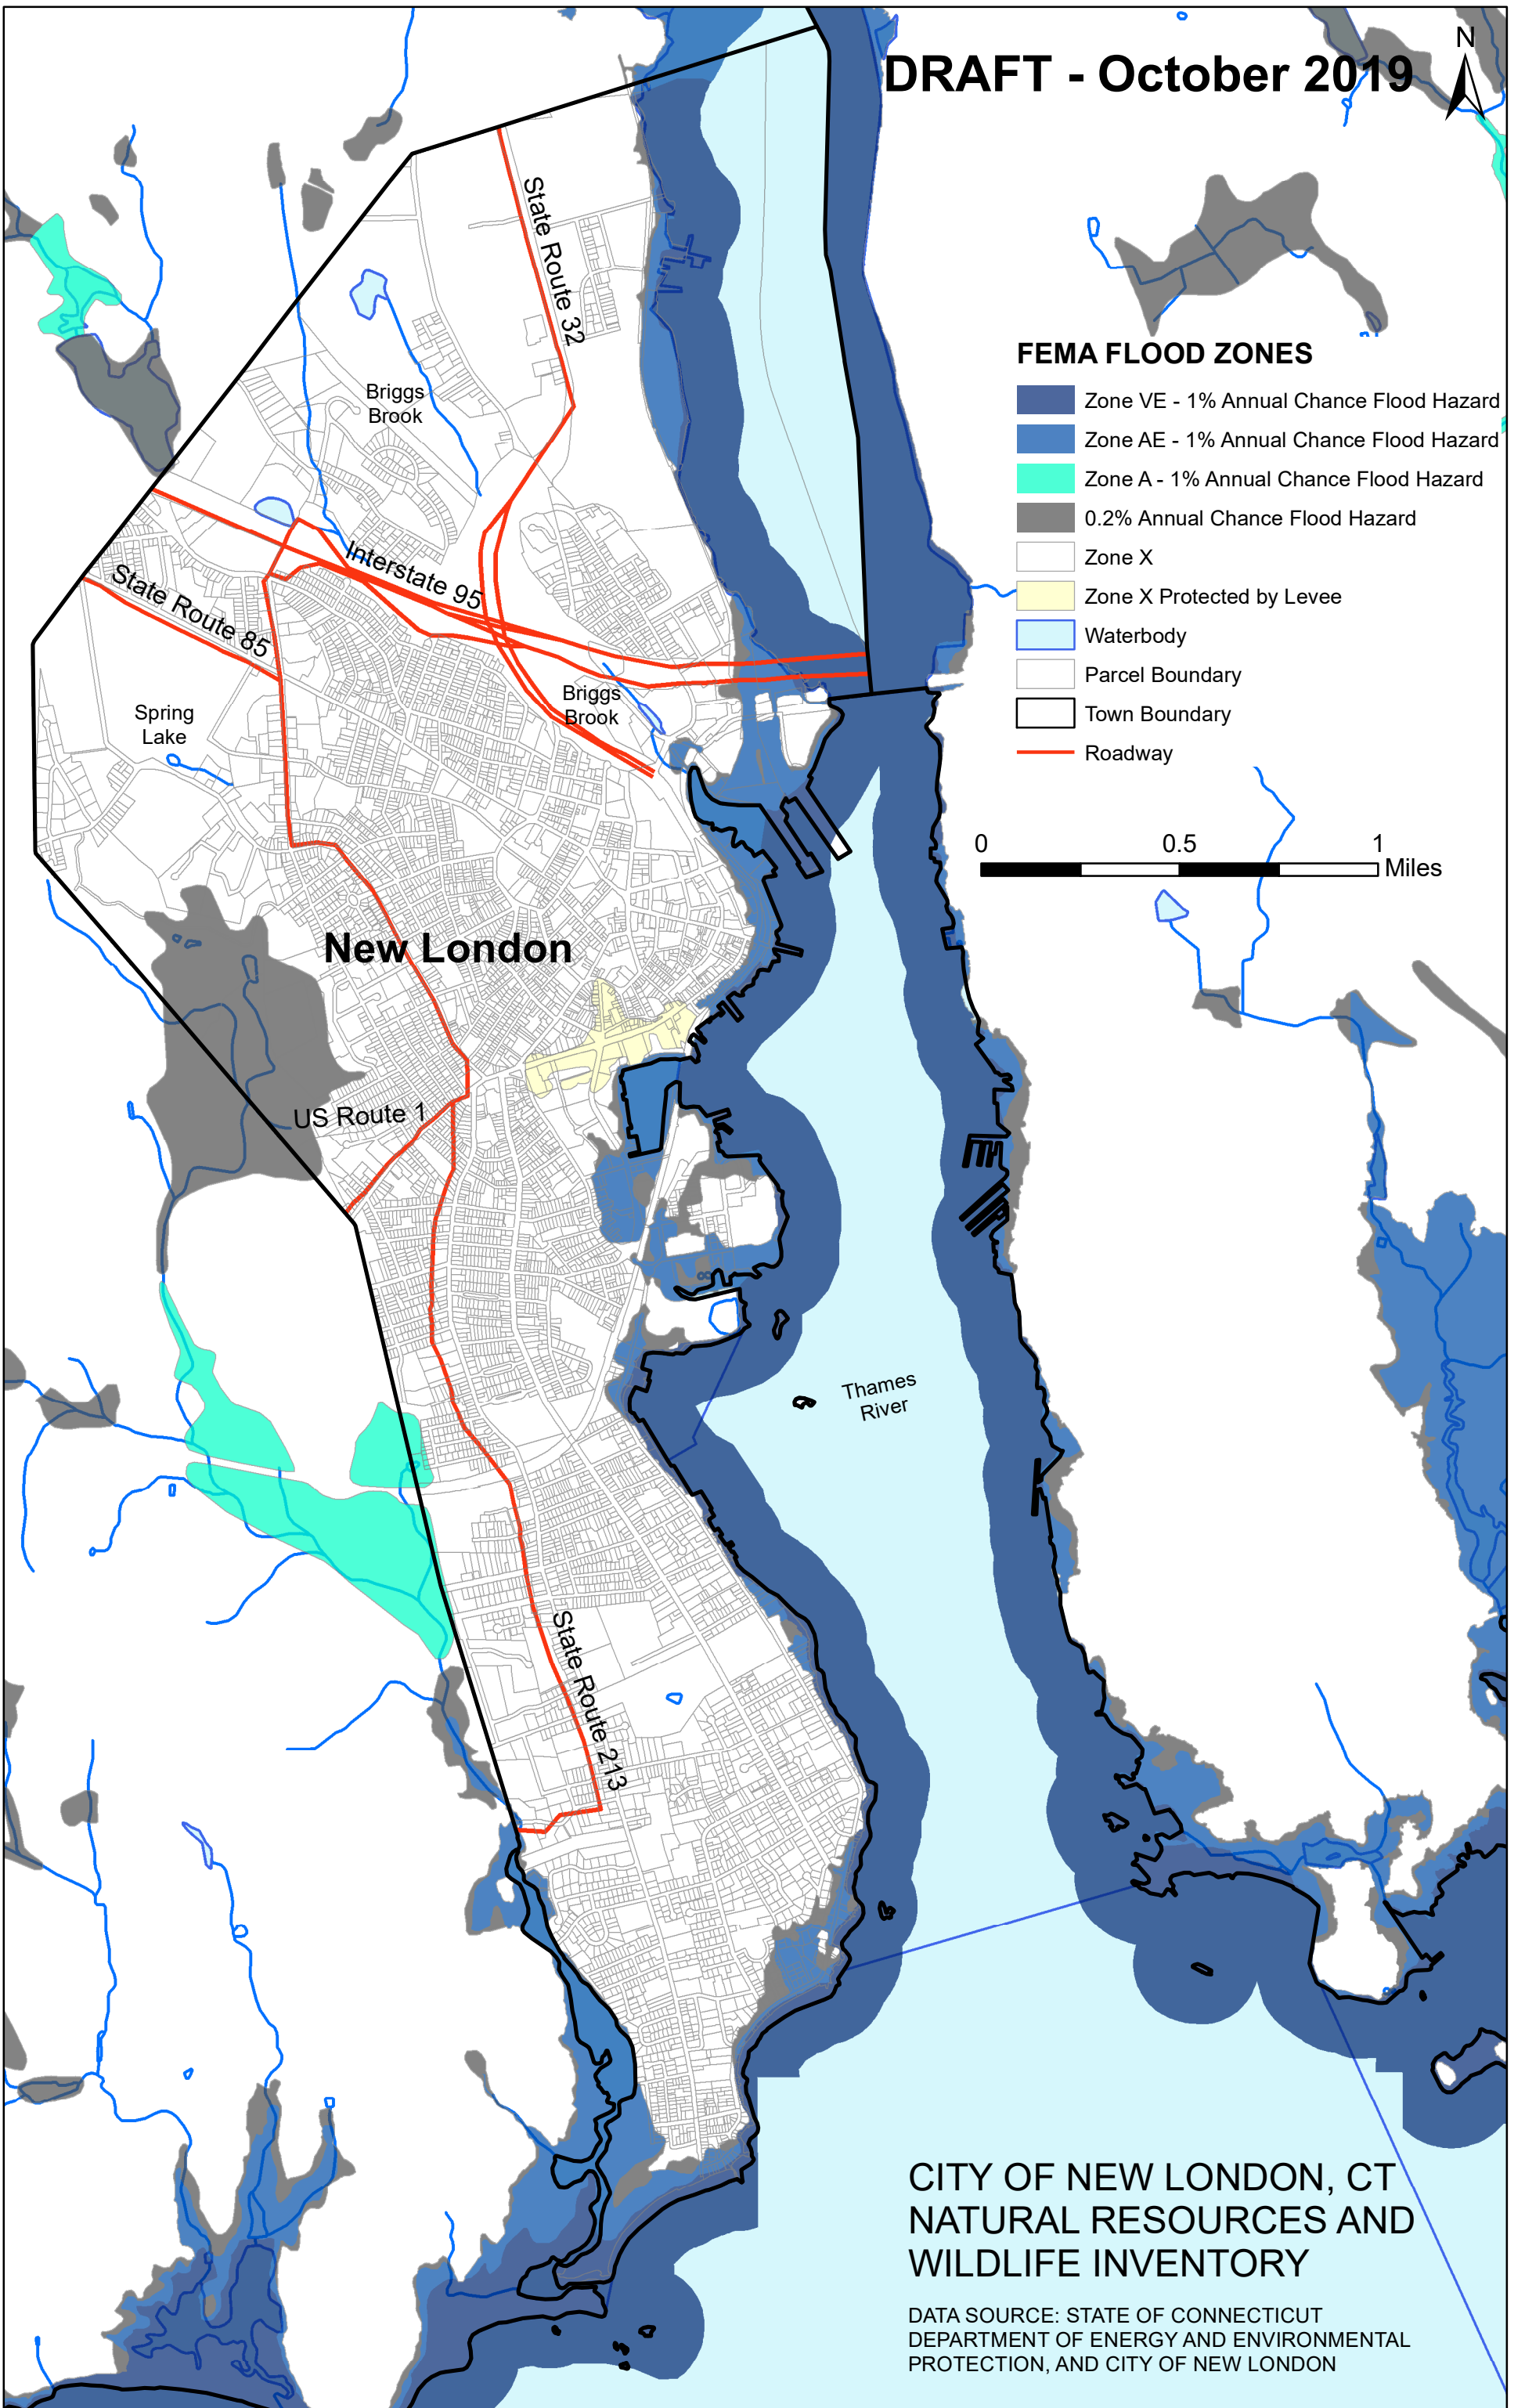 DRAFT - October 2019
N
State Route 32
FEMA FLOOD ZONES
Zone VE - 1% Annual Chance Flood Hazard
Zone AE - 1% Annual Chance Flood Hazard
Zone A - 1% Annual Chance Flood Hazard
0.2% Annual Chance Flood Hazard
Zone X
Zone X Protected by Levee
Waterbody
Parcel Boundary
Town Boundary
Roadway
0 0.5 1
Miles
Briggs
Brook
Interstate 95
State Route 85
Briggs
Brook
Spring
Lake
New London
US Route 1
Thames
River
State Route 213
CITY OF NEW LONDON, CT
NATURAL RESOURCES AND
WILDLIFE INVENTORY
DATA SOURCE: STATE OF CONNECTICUT
DEPARTMENT OF ENERGY AND ENVIRONMENTAL
PROTECTION, AND CITY OF NEW LONDON